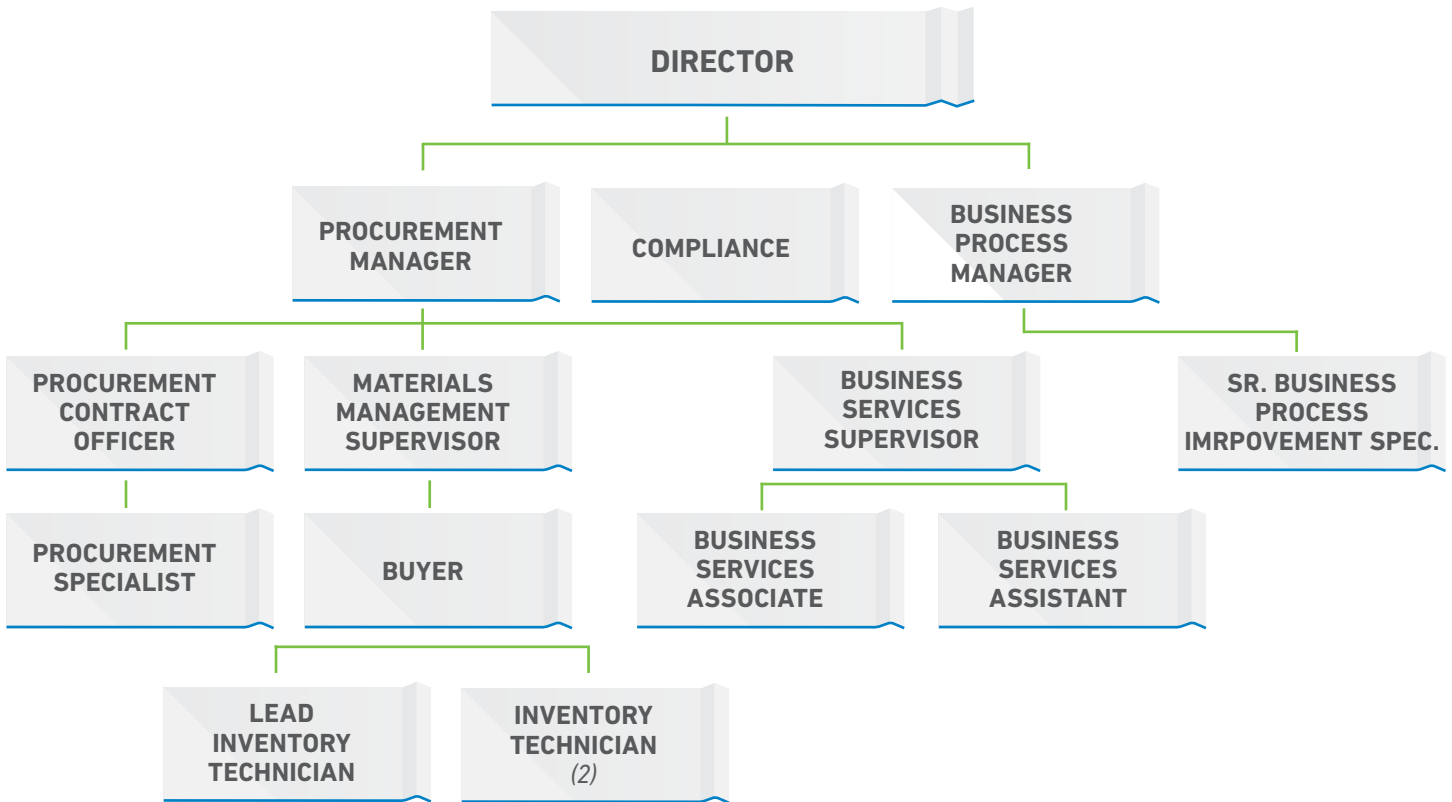 DIRECTOR
PROCUREMENT
MANAGER
COMPLIANCE
BUSINESS
PROCESS
MANAGER
PROCUREMENT
CONTRACT
OFFICER
MATERIALS
MANAGEMENT
SUPERVISOR
BUSINESS
SERVICES
SUPERVISOR
SR. BUSINESS
PROCESS
IMRPOVEMENT SPEC.
PROCUREMENT
SPECIALIST
BUYER
BUSINESS
SERVICES
ASSOCIATE
BUSINESS
SERVICES
ASSISTANT
LEAD
INVENTORY
TECHNICIAN
INVENTORY
TECHNICIAN
(2)